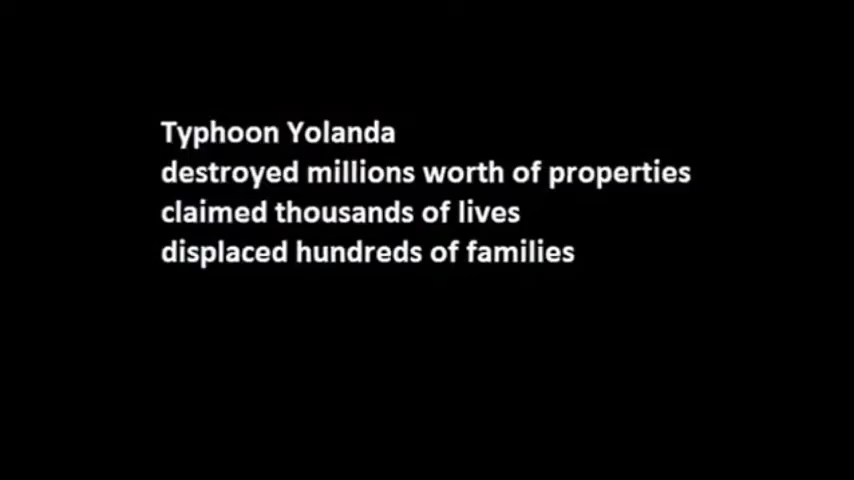 Typhoon Yolanda
destroyed millions worth of properties
claimed thousands of lives
displaced hundreds of families